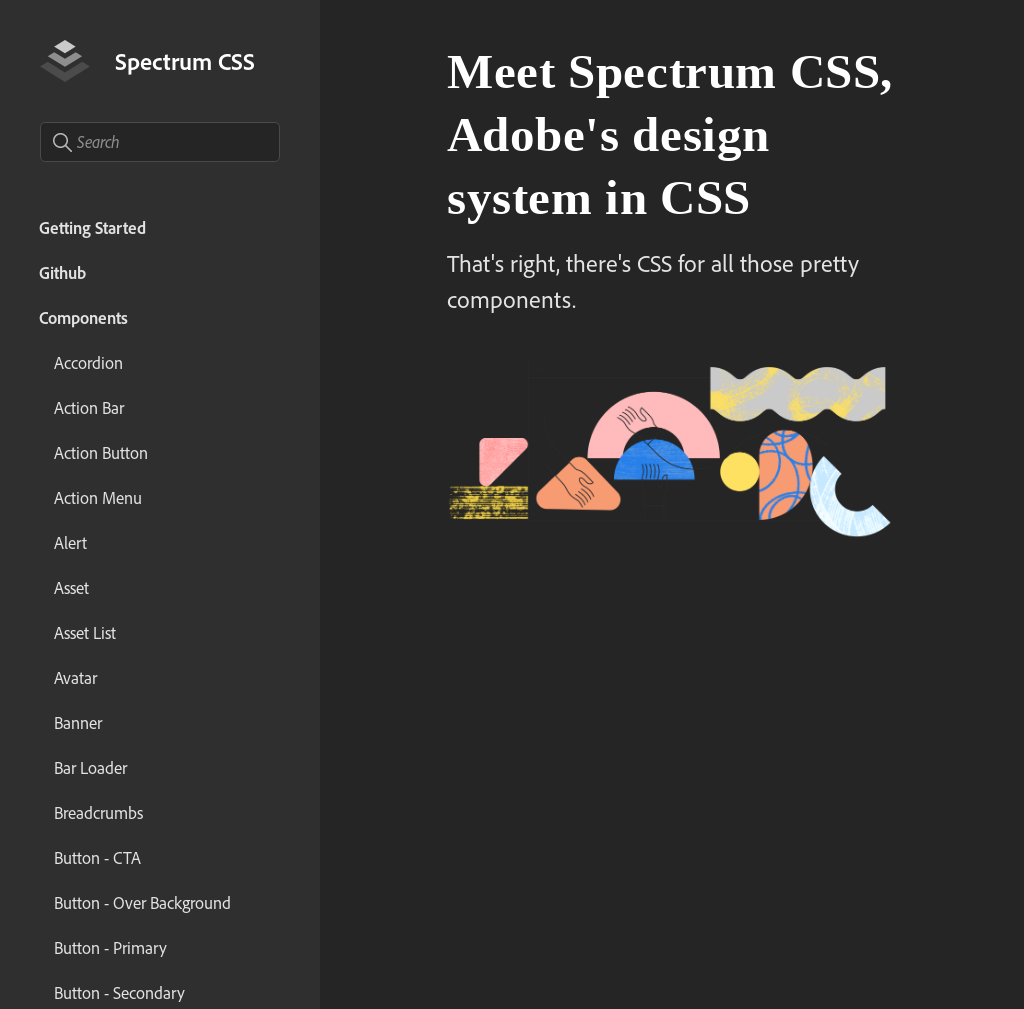 Spectrum CSS
Search
Getting Started
Github
Components
Accordion
Action Bar
Action Button
Action Menu
Alert
Asset
Asset List
Avatar
Banner
Bar Loader
Breadcrumbs
Button - CTA
Button - Over Background
Button - Primary
Button - Secondary
Meet Spectrum CSS,
Adobe's design
system in CSS
That's right, there's CSS for all those pretty
components.